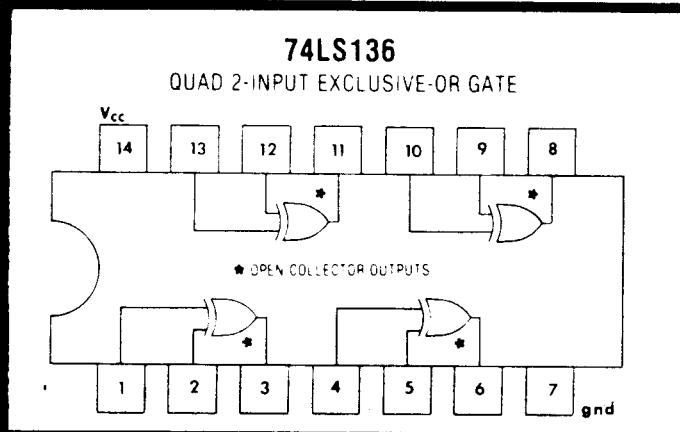 74LS136
QUAD 2-INPUT EXCLUSIVE-OR GATE
Vcc
14 13 12 11 10 9 8
* *
* OPEN COLLECTOR OUTPUTS
* *
1 2 3 4 5 6 7
gnd